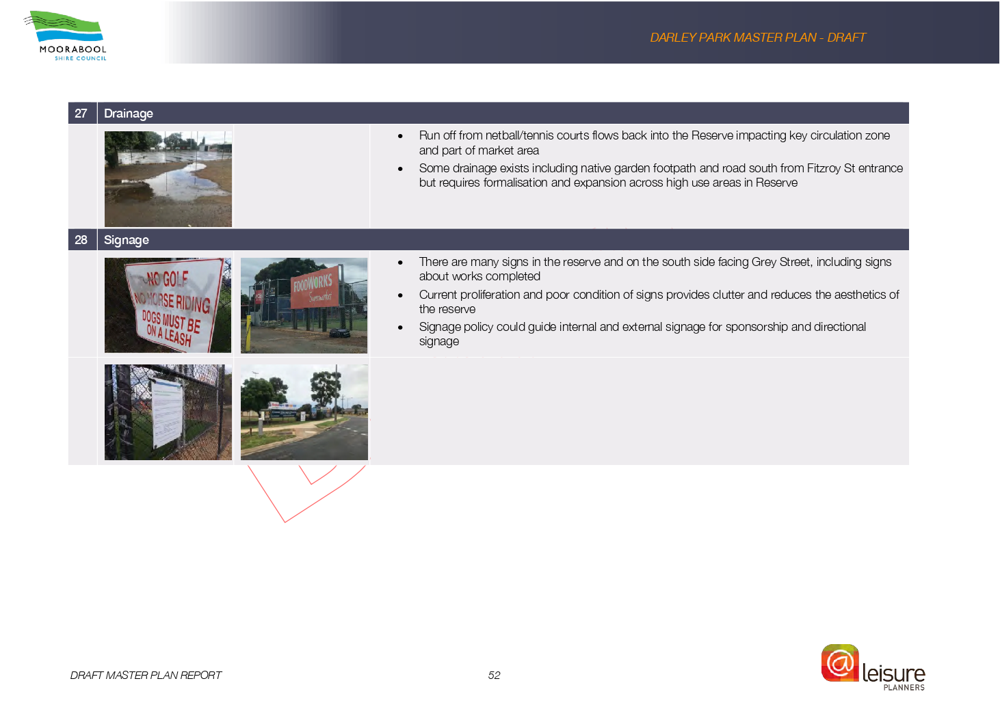 MOORABOOL
SHIRE COUNCIL
DARLEY PARK MASTER PLAN - DRAFT
27 Drainage
• Run off from netball/tennis courts flows back into the Reserve impacting key circulation zone
and part of market area
• Some drainage exists including native garden footpath and road south from Fitzroy St entrance
but requires formalisation and expansion across high use areas in Reserve
28 Signage
NO GOLF
NO HORSE RIDING
DOGS MUST BE
ON A LEASH
FOODWORKS
Supermarket
• There are many signs in the reserve and on the south side facing Grey Street, including signs
about works completed
• Current proliferation and poor condition of signs provides clutter and reduces the aesthetics of
the reserve
• Signage policy could guide internal and external signage for sponsorship and directional
signage
DRAFT MASTER PLAN REPORT
52
@leisure
PLANNERS